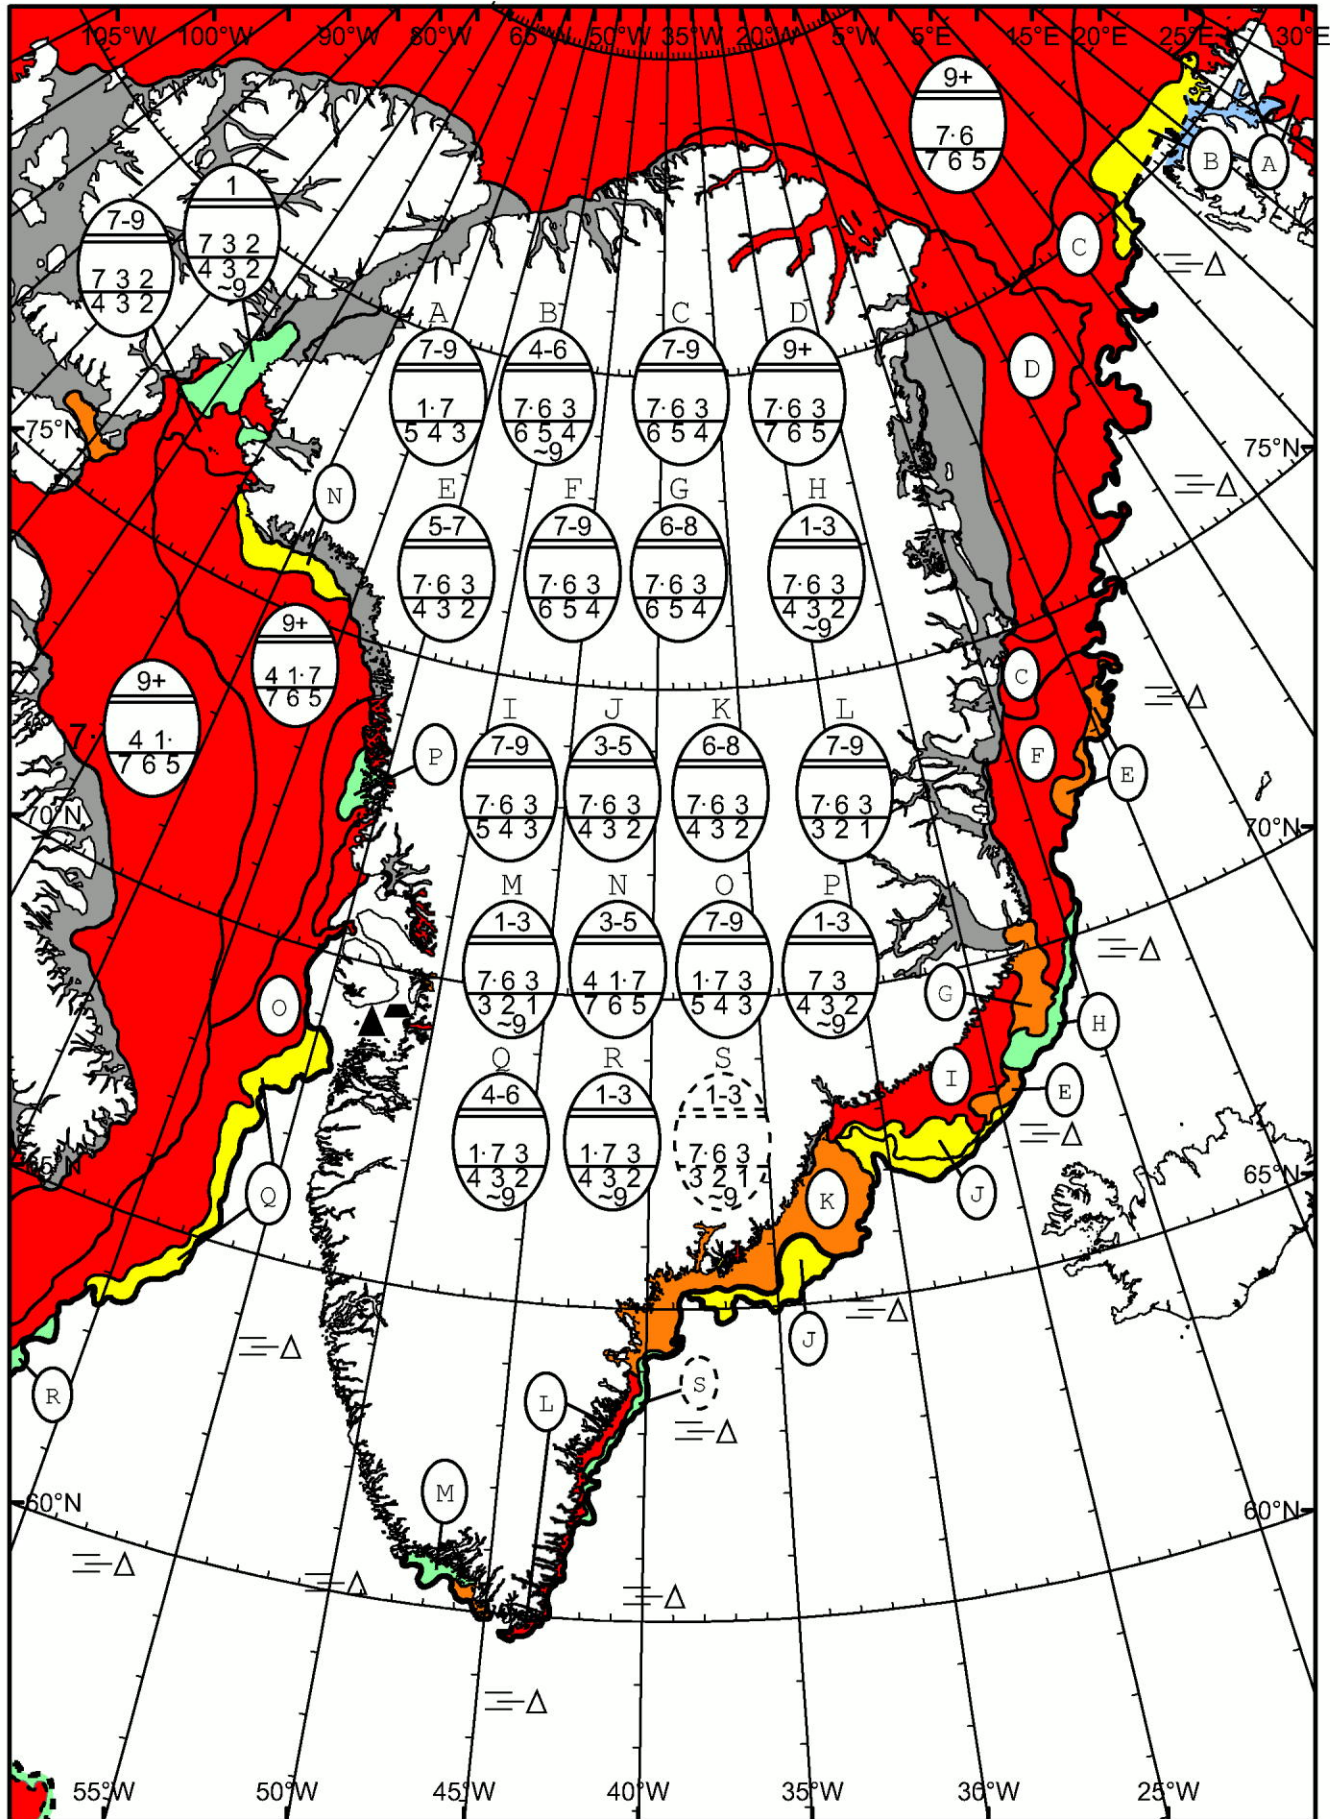 105°W 100°W 90°W 80°W 65°W 50°W 35°W 20°W 5°W 5°E 15°E 20°E 25°E 30°E
9+
7·6
7 6 5
B A
C
1
7 3 2
4 3 2
~9
7-9
7 3 2
4 3 2
A B C D
7-9 4-6 7-9 9+
1·7 7·6 3 7·6 3 7·6 3
5 4 3 6 5 4 6 5 4 7 6 5
~9
D
75°N 75°N
N
E F G H
5-7 7-9 6-8 1-3
7·6 3 7·6 3 7·6 3 7·6 3
4 3 2 6 5 4 6 5 4 4 3 2
~9
9+
4 1·7
7 6 5
9+
7· 4 1·
7 6 5
C
F
E
P
I J K L
7-9 3-5 6-8 7-9
7·6 3 7·6 3 7·6 3 7·6 3
5 4 3 4 3 2 4 3 2 3 2 1
70°N 70°N
M N O P
1-3 3-5 7-9 1-3
7·6 3 4 1·7 1·7 3 7 3
3 2 1 7 6 5 5 4 3 4 3 2
~9 ~9
G
O
H
I
E
Q R S
4-6 1-3 1-3
1·7 3 1·7 3 7·6 3
4 3 2 4 3 2 3 2 1
~9 ~9 ~9
65°N
Q
K
J
J
R
S
L
M
60°N 60°N
55°W 50°W 45°W 40°W 35°W 30°W 25°W